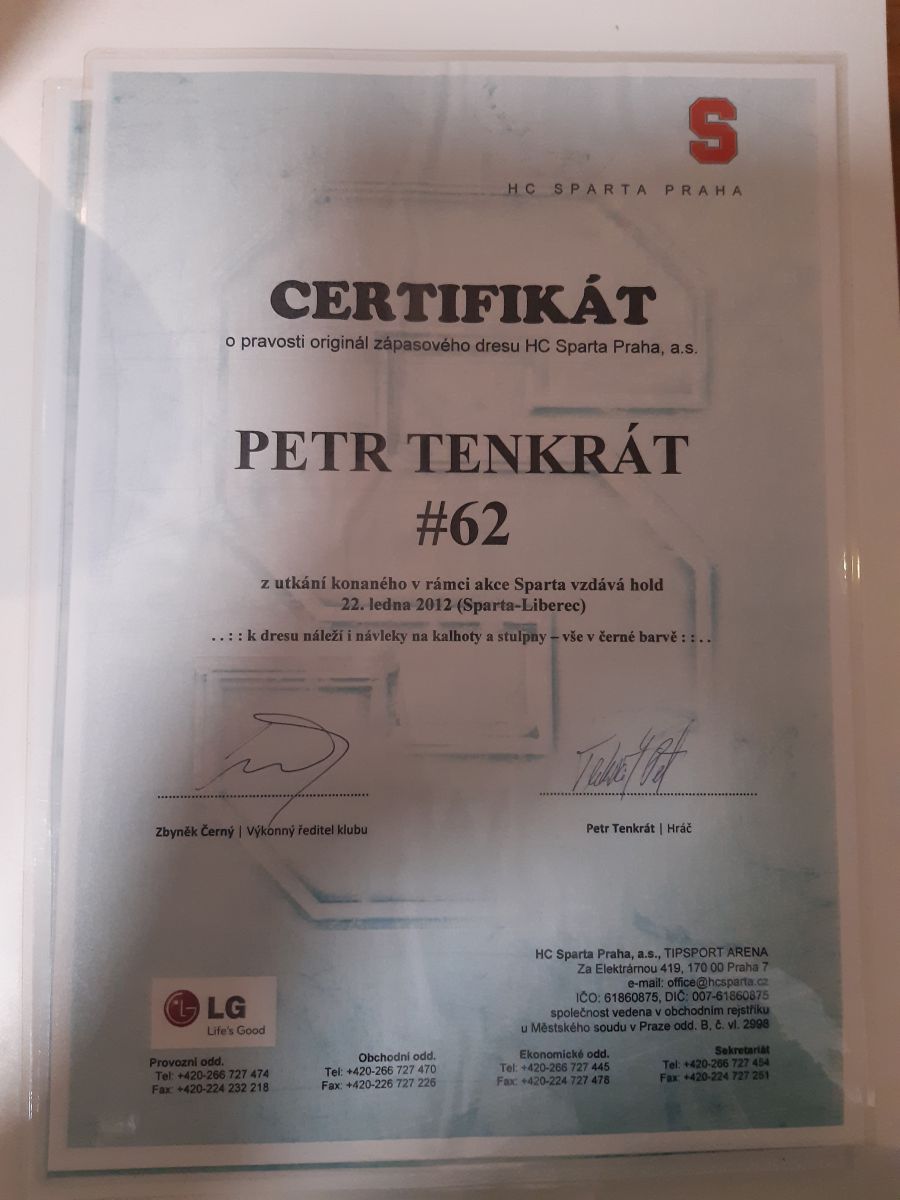 S
HC SPARTA PRAHA
CERTIFIKÁT
o pravosti originál zápasového dresu HC Sparta Praha, a.s.
PETR TENKRÁT
#62
z utkání konaného v rámci akce Sparta vzdává hold
22. ledna 2012 (Sparta-Liberec)
. . : : k dresu náleží i návleky na kalhoty a stulpny – vše v černé barvě : : . .
Zbyněk Černý | Výkonný ředitel klubu
Petr Tenkrát | Hráč
HC Sparta Praha, a.s., TIPSPORT ARENA
Za Elektrárnou 419, 170 00 Praha 7
e-mail: office@hcsparta.cz
IČO: 61860875, DIČ: 007-61860875
společnost vedena v obchodním rejstříku
u Městského soudu v Praze odd. B, č. vl. 2998
LG
Life's Good
Provozní odd.
Tel: +420-266 727 474
Fax: +420-224 232 218
Obchodní odd.
Tel: +420-266 727 470
Fax: +420-226 727 226
Ekonomické odd.
Tel: +420-266 727 445
Fax: +420-224 727 478
Sekretariát
Tel: +420-266 727 454
Fax: +420-224 727 251